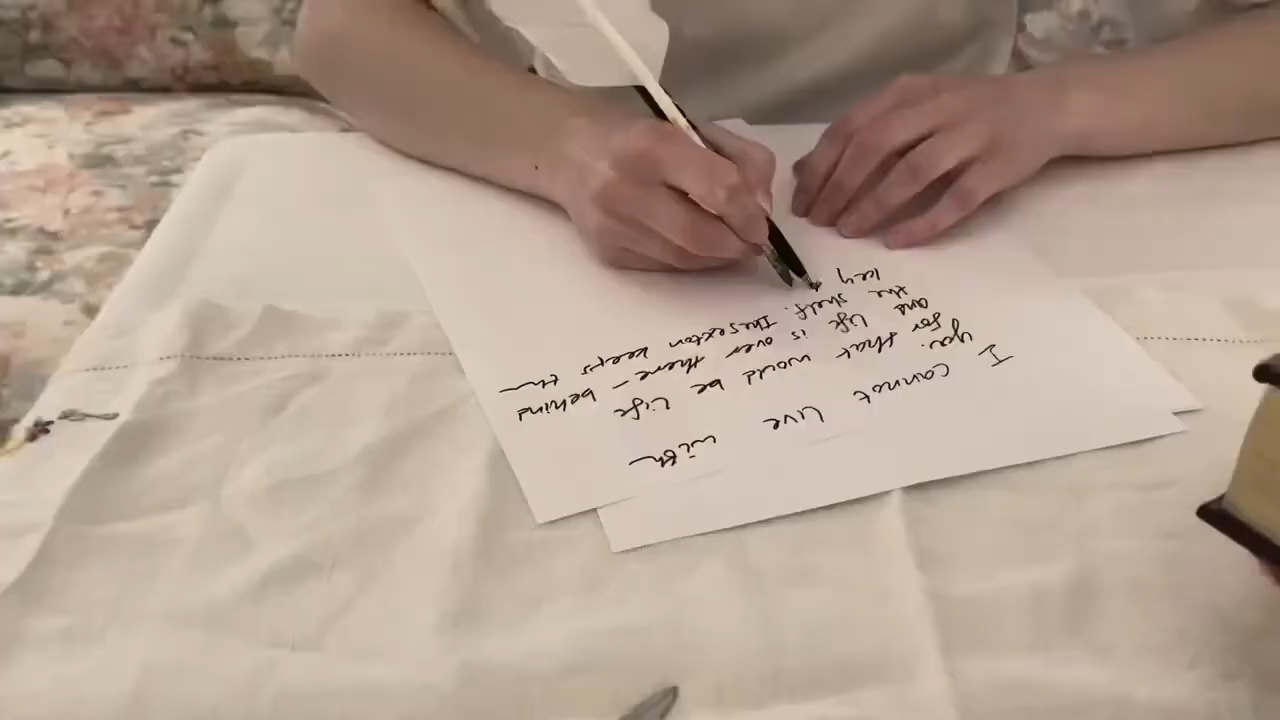 I cannot live with
you. for that would be life
and life is over there - behind
the shelf. The sexton keeps the
key